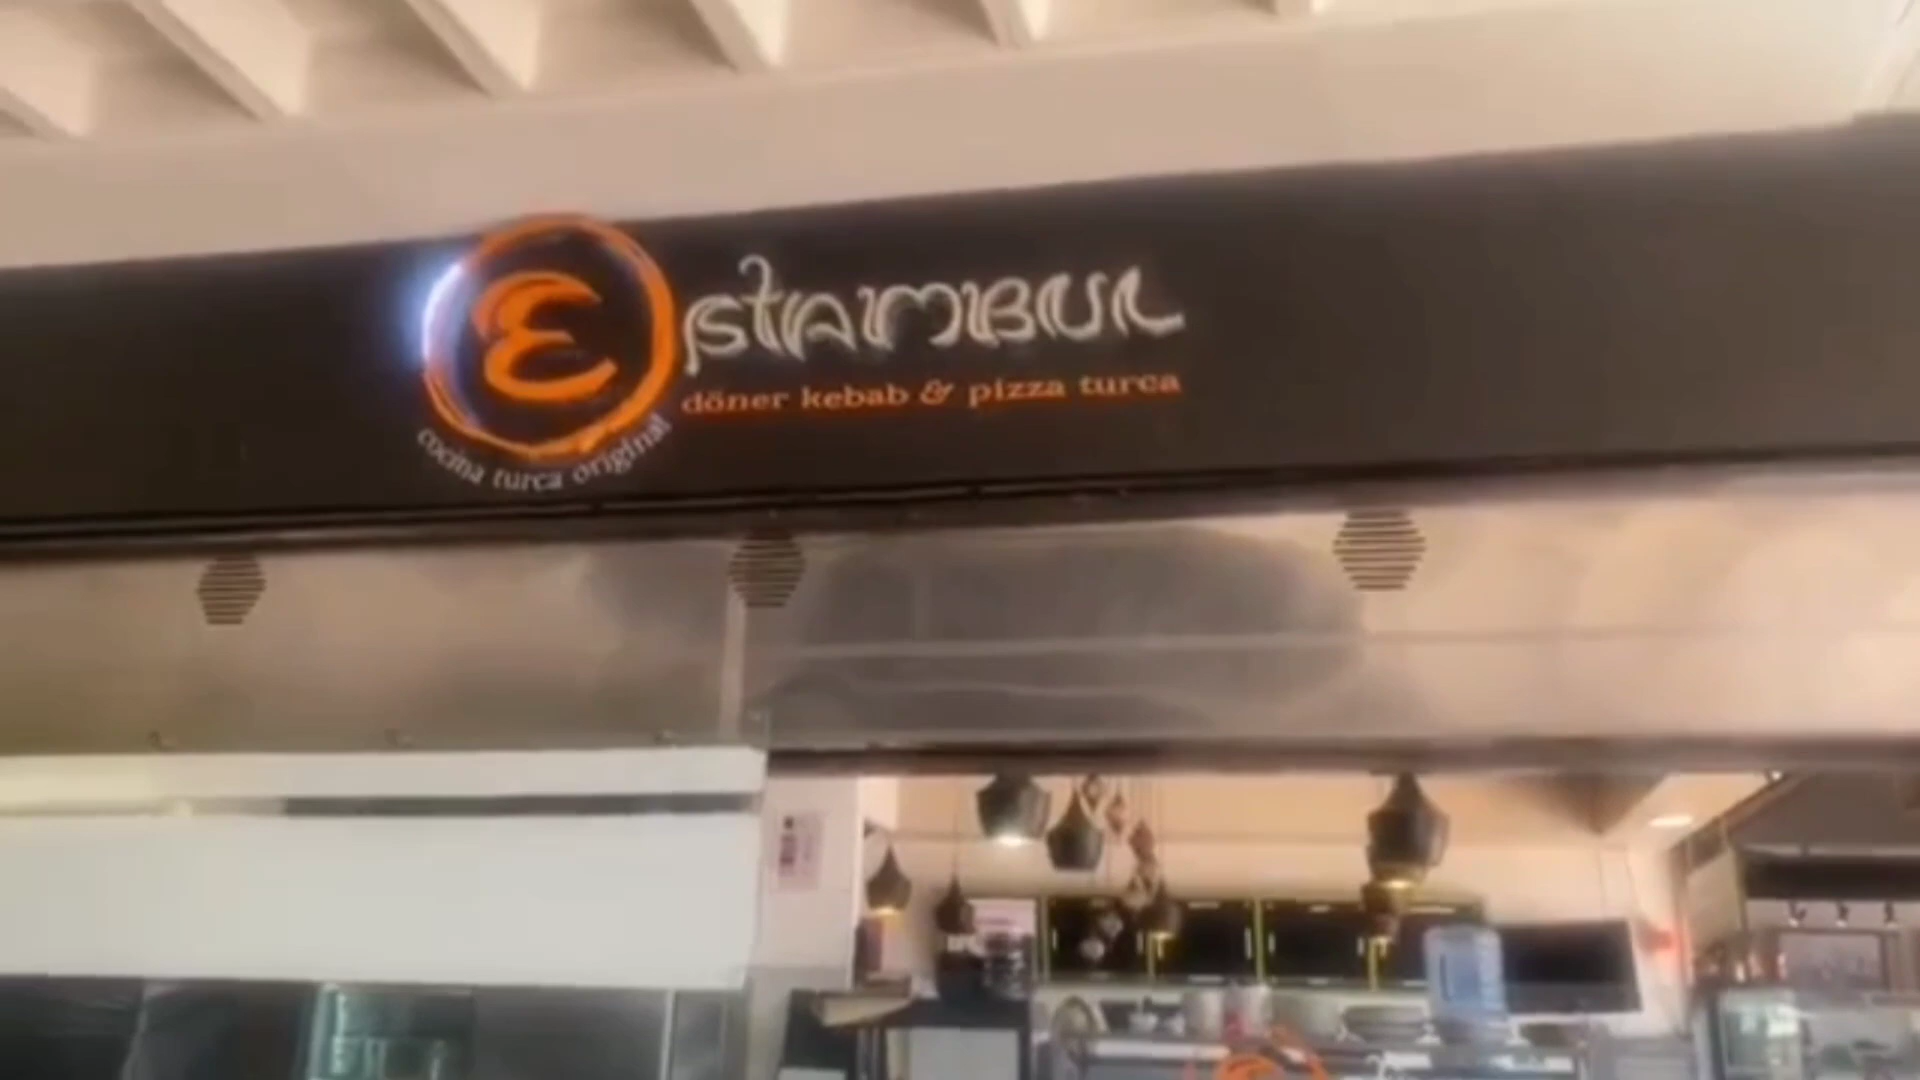 Estambul
döner kebab & pizza turca
cocina turca original